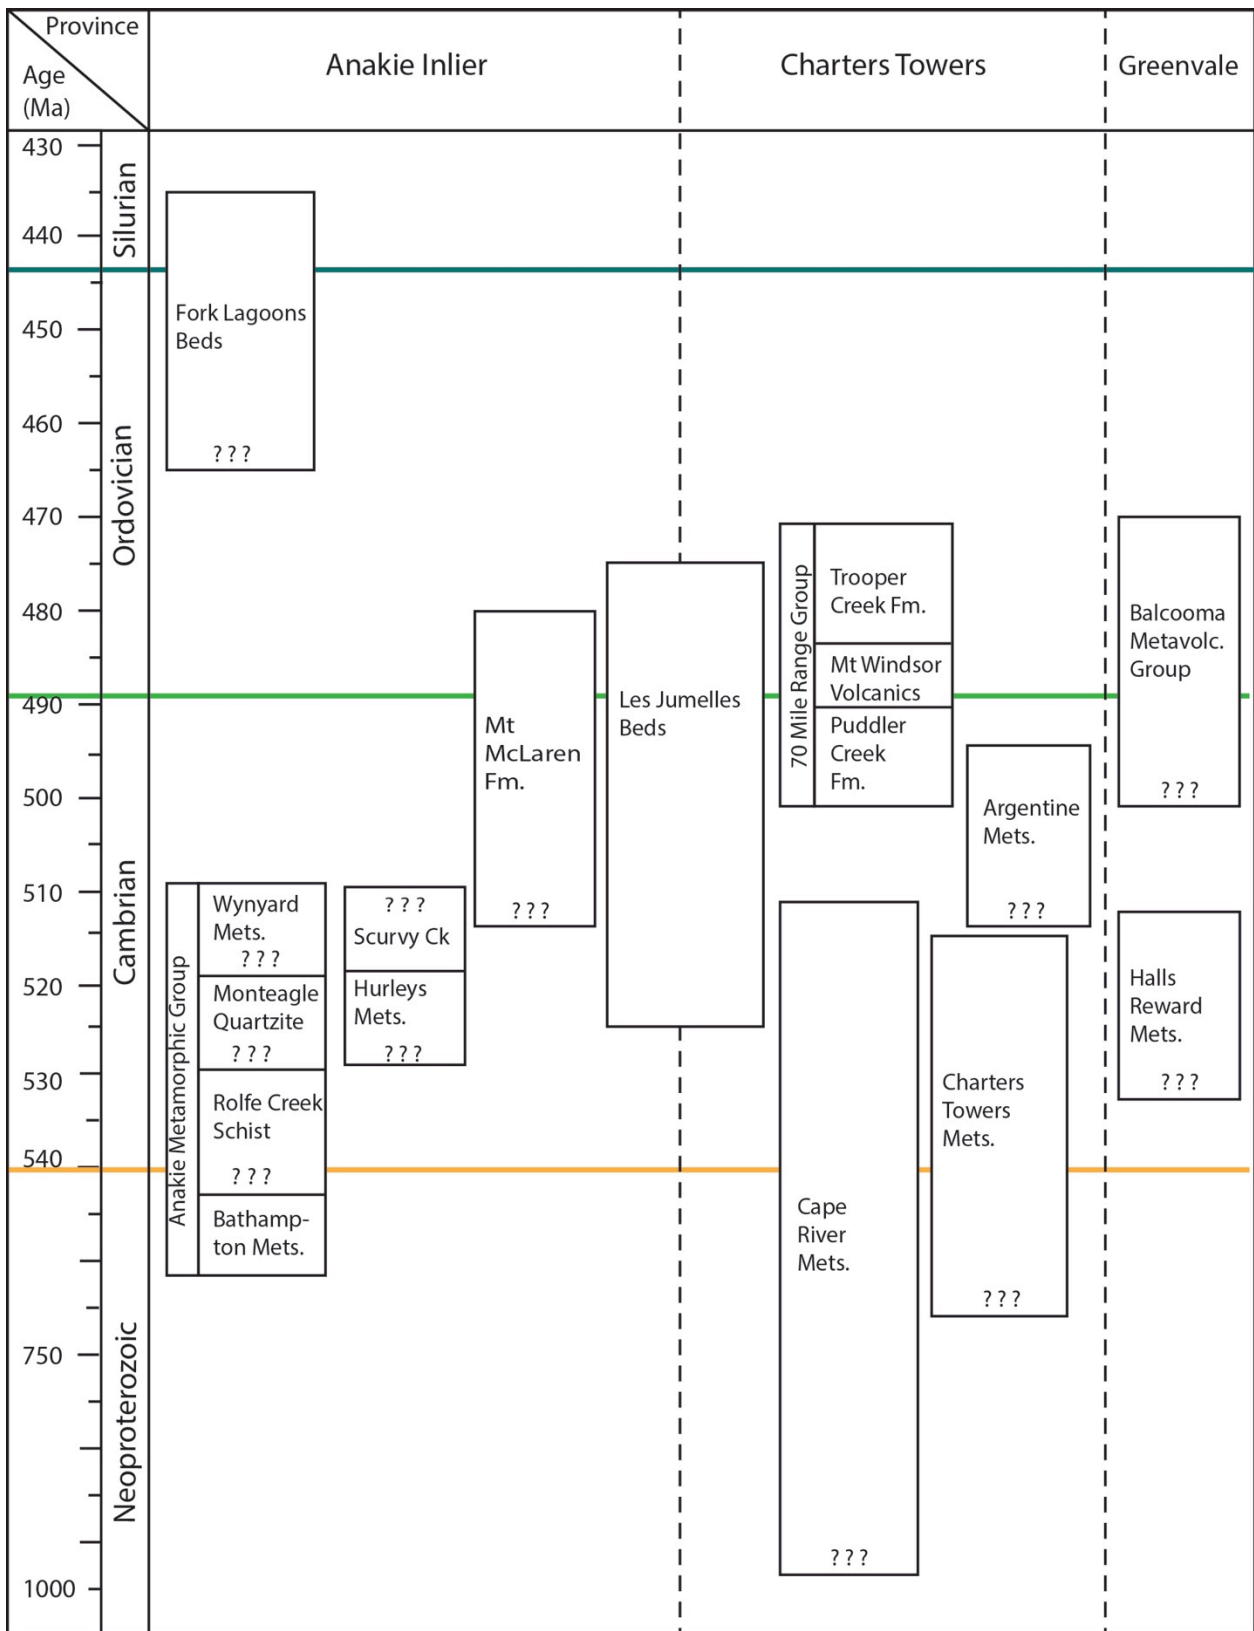 Province
Age
(Ma)
Anakie Inlier
Charters Towers
Greenvale
430
440
450
460
470
480
490
500
510
520
530
540
750
1000
Silurian
Ordovician
Cambrian
Neoproterozoic
Fork Lagoons
Beds
? ? ?
Anakie Metamorphic Group
Wynyard
Mets.
? ? ?
Monteagle
Quartzite
? ? ?
Rolfe Creek
Schist
? ? ?
Bathamp-
ton Mets.
? ? ?
Scurvy Ck
Hurleys
Mets.
? ? ?
Mt
McLaren
Fm.
? ? ?
Les Jumelles
Beds
70 Mile Range Group
Trooper
Creek Fm.
Mt Windsor
Volcanics
Puddler
Creek
Fm.
Argentine
Mets.
? ? ?
Cape
River
Mets.
? ? ?
Charters
Towers
Mets.
? ? ?
Balcooma
Metavolc.
Group
? ? ?
Halls
Reward
Mets.
? ? ?